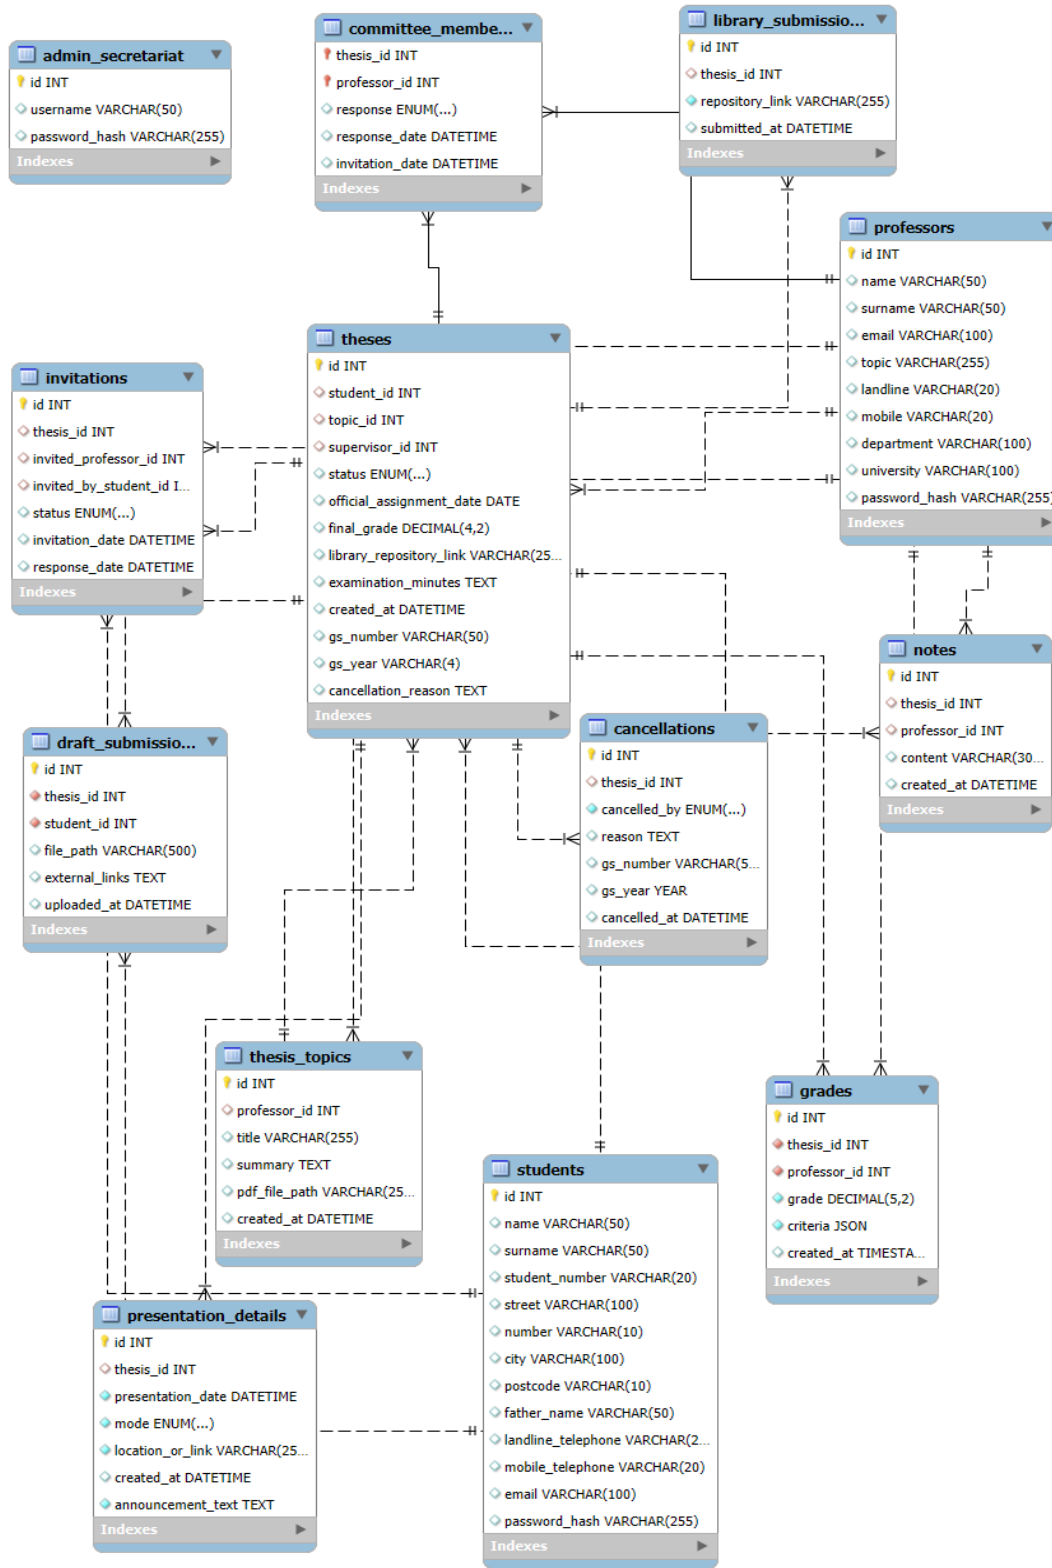 admin_secretariat
id INT
username VARCHAR(50)
password_hash VARCHAR(255)
Indexes
committee_membe...
thesis_id INT
professor_id INT
response ENUM(...)
response_date DATETIME
invitation_date DATETIME
Indexes
library_submissio...
id INT
thesis_id INT
repository_link VARCHAR(255)
submitted_at DATETIME
Indexes
professors
id INT
name VARCHAR(50)
surname VARCHAR(50)
email VARCHAR(100)
topic VARCHAR(255)
landline VARCHAR(20)
mobile VARCHAR(20)
department VARCHAR(100)
university VARCHAR(100)
password_hash VARCHAR(255)
Indexes
theses
id INT
student_id INT
topic_id INT
supervisor_id INT
status ENUM(...)
official_assignment_date DATE
final_grade DECIMAL(4,2)
library_repository_link VARCHAR(25...
examination_minutes TEXT
created_at DATETIME
gs_number VARCHAR(50)
gs_year VARCHAR(4)
cancellation_reason TEXT
Indexes
invitations
id INT
thesis_id INT
invited_professor_id INT
invited_by_student_id I...
status ENUM(...)
invitation_date DATETIME
response_date DATETIME
Indexes
notes
id INT
thesis_id INT
professor_id INT
content VARCHAR(30...
created_at DATETIME
Indexes
cancellations
id INT
thesis_id INT
cancelled_by ENUM(...)
reason TEXT
gs_number VARCHAR(5...
gs_year YEAR
cancelled_at DATETIME
Indexes
draft_submissio...
id INT
thesis_id INT
student_id INT
file_path VARCHAR(500)
external_links TEXT
uploaded_at DATETIME
Indexes
thesis_topics
id INT
professor_id INT
title VARCHAR(255)
summary TEXT
pdf_file_path VARCHAR(25...
created_at DATETIME
Indexes
grades
id INT
thesis_id INT
professor_id INT
grade DECIMAL(5,2)
criteria JSON
created_at TIMESTA...
Indexes
students
id INT
name VARCHAR(50)
surname VARCHAR(50)
student_number VARCHAR(20)
street VARCHAR(100)
number VARCHAR(10)
city VARCHAR(100)
postcode VARCHAR(10)
father_name VARCHAR(50)
landline_telephone VARCHAR(2...
mobile_telephone VARCHAR(20)
email VARCHAR(100)
password_hash VARCHAR(255)
Indexes
presentation_details
id INT
thesis_id INT
presentation_date DATETIME
mode ENUM(...)
location_or_link VARCHAR(25...
created_at DATETIME
announcement_text TEXT
Indexes